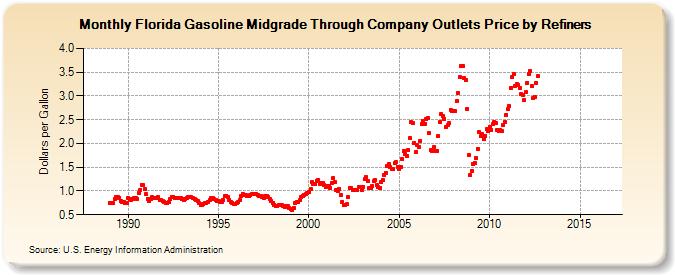 Monthly Florida Gasoline Midgrade Through Company Outlets Price by Refiners
Dollars per Gallon
4.0
3.5
3.0
2.5
2.0
1.5
1.0
0.5
1990 1995 2000 2005 2010 2015
Source: U.S. Energy Information Administration